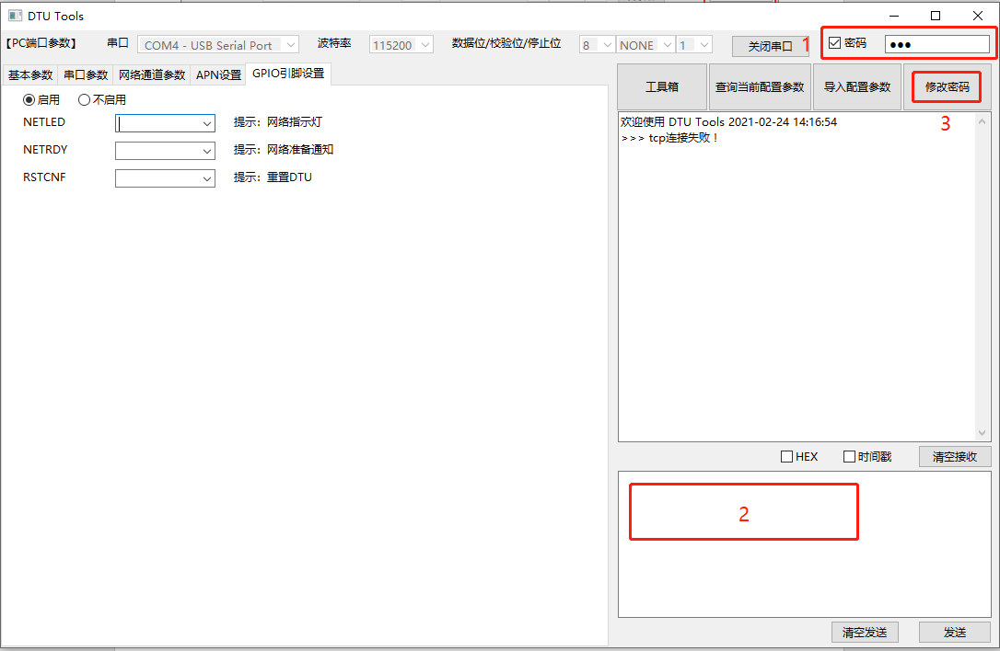 DTU Tools
【PC端口参数】 串口 COM4 - USB Serial Port 波特率 115200 数据位/校验位/停止位 8 NONE 1 关闭串口 1 密码 ●●●
基本参数 串口参数 网络通道参数 APN设置 GPIO引脚设置
启用 不启用
NETLED 提示：网络指示灯
NETRDY 提示：网络准备通知
RSTCNF 提示：重置DTU
工具箱 查询当前配置参数 导入配置参数 修改密码
3
欢迎使用 DTU Tools 2021-02-24 14:16:54
>>> tcp连接失败！
HEX 时间戳 清空接收
2
清空发送 发送